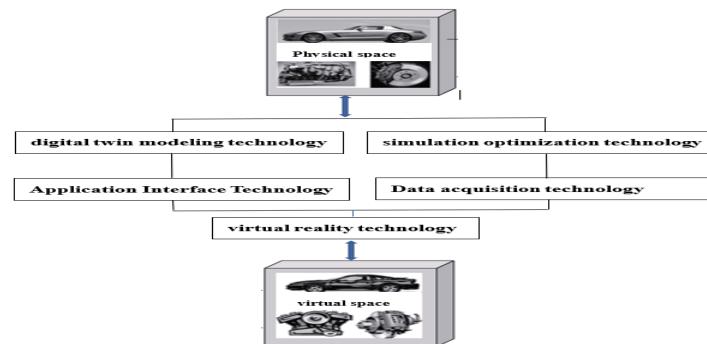 Physical space
digital twin modeling technology
simulation optimization technology
Application Interface Technology
Data acquisition technology
virtual reality technology
virtual space